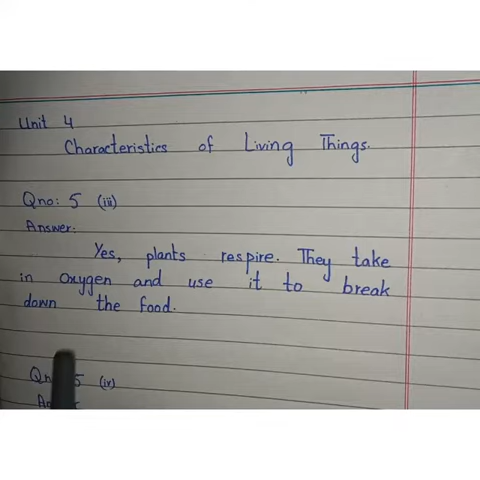 Unit 4
Characteristics of Living Things.
Qno: 5 (iii)
Answer:
Yes, plants respire. They take
in Oxygen and use it to break
down the food.
5 (iv)